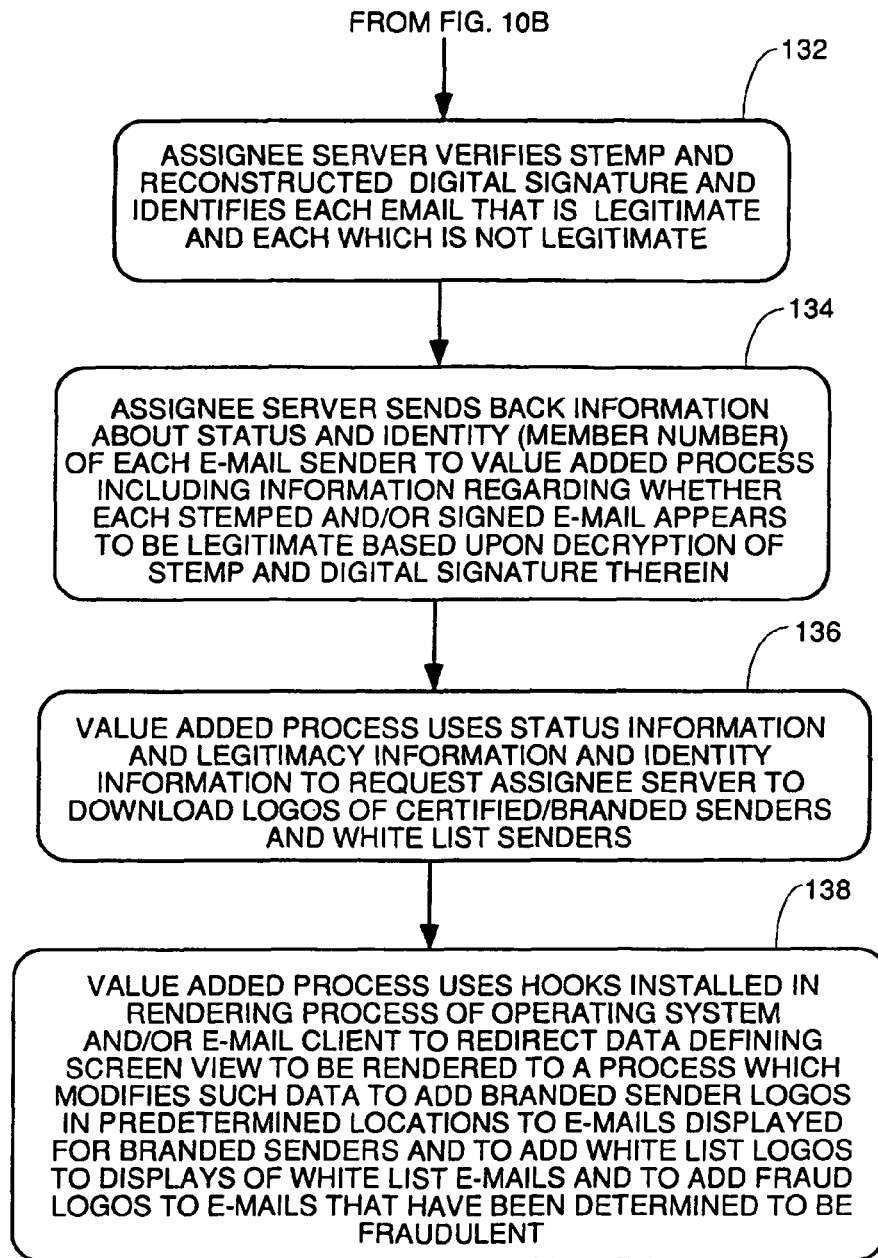 FROM FIG. 10B
132
ASSIGNEE SERVER VERIFIES STEMP AND
RECONSTRUCTED DIGITAL SIGNATURE AND
IDENTIFIES EACH EMAIL THAT IS LEGITIMATE
AND EACH WHICH IS NOT LEGITIMATE
134
ASSIGNEE SERVER SENDS BACK INFORMATION
ABOUT STATUS AND IDENTITY (MEMBER NUMBER)
OF EACH E-MAIL SENDER TO VALUE ADDED PROCESS
INCLUDING INFORMATION REGARDING WHETHER
EACH STEMPED AND/OR SIGNED E-MAIL APPEARS
TO BE LEGITIMATE BASED UPON DECRYPTION OF
STEMP AND DIGITAL SIGNATURE THEREIN
136
VALUE ADDED PROCESS USES STATUS INFORMATION
AND LEGITIMACY INFORMATION AND IDENTITY
INFORMATION TO REQUEST ASSIGNEE SERVER TO
DOWNLOAD LOGOS OF CERTIFIED/BRANDED SENDERS
AND WHITE LIST SENDERS
138
VALUE ADDED PROCESS USES HOOKS INSTALLED IN
RENDERING PROCESS OF OPERATING SYSTEM
AND/OR E-MAIL CLIENT TO REDIRECT DATA DEFINING
SCREEN VIEW TO BE RENDERED TO A PROCESS WHICH
MODIFIES SUCH DATA TO ADD BRANDED SENDER LOGOS
IN PREDETERMINED LOCATIONS TO E-MAILS DISPLAYED
FOR BRANDED SENDERS AND TO ADD WHITE LIST LOGOS
TO DISPLAYS OF WHITE LIST E-MAILS AND TO ADD FRAUD
LOGOS TO E-MAILS THAT HAVE BEEN DETERMINED TO BE
FRAUDULENT